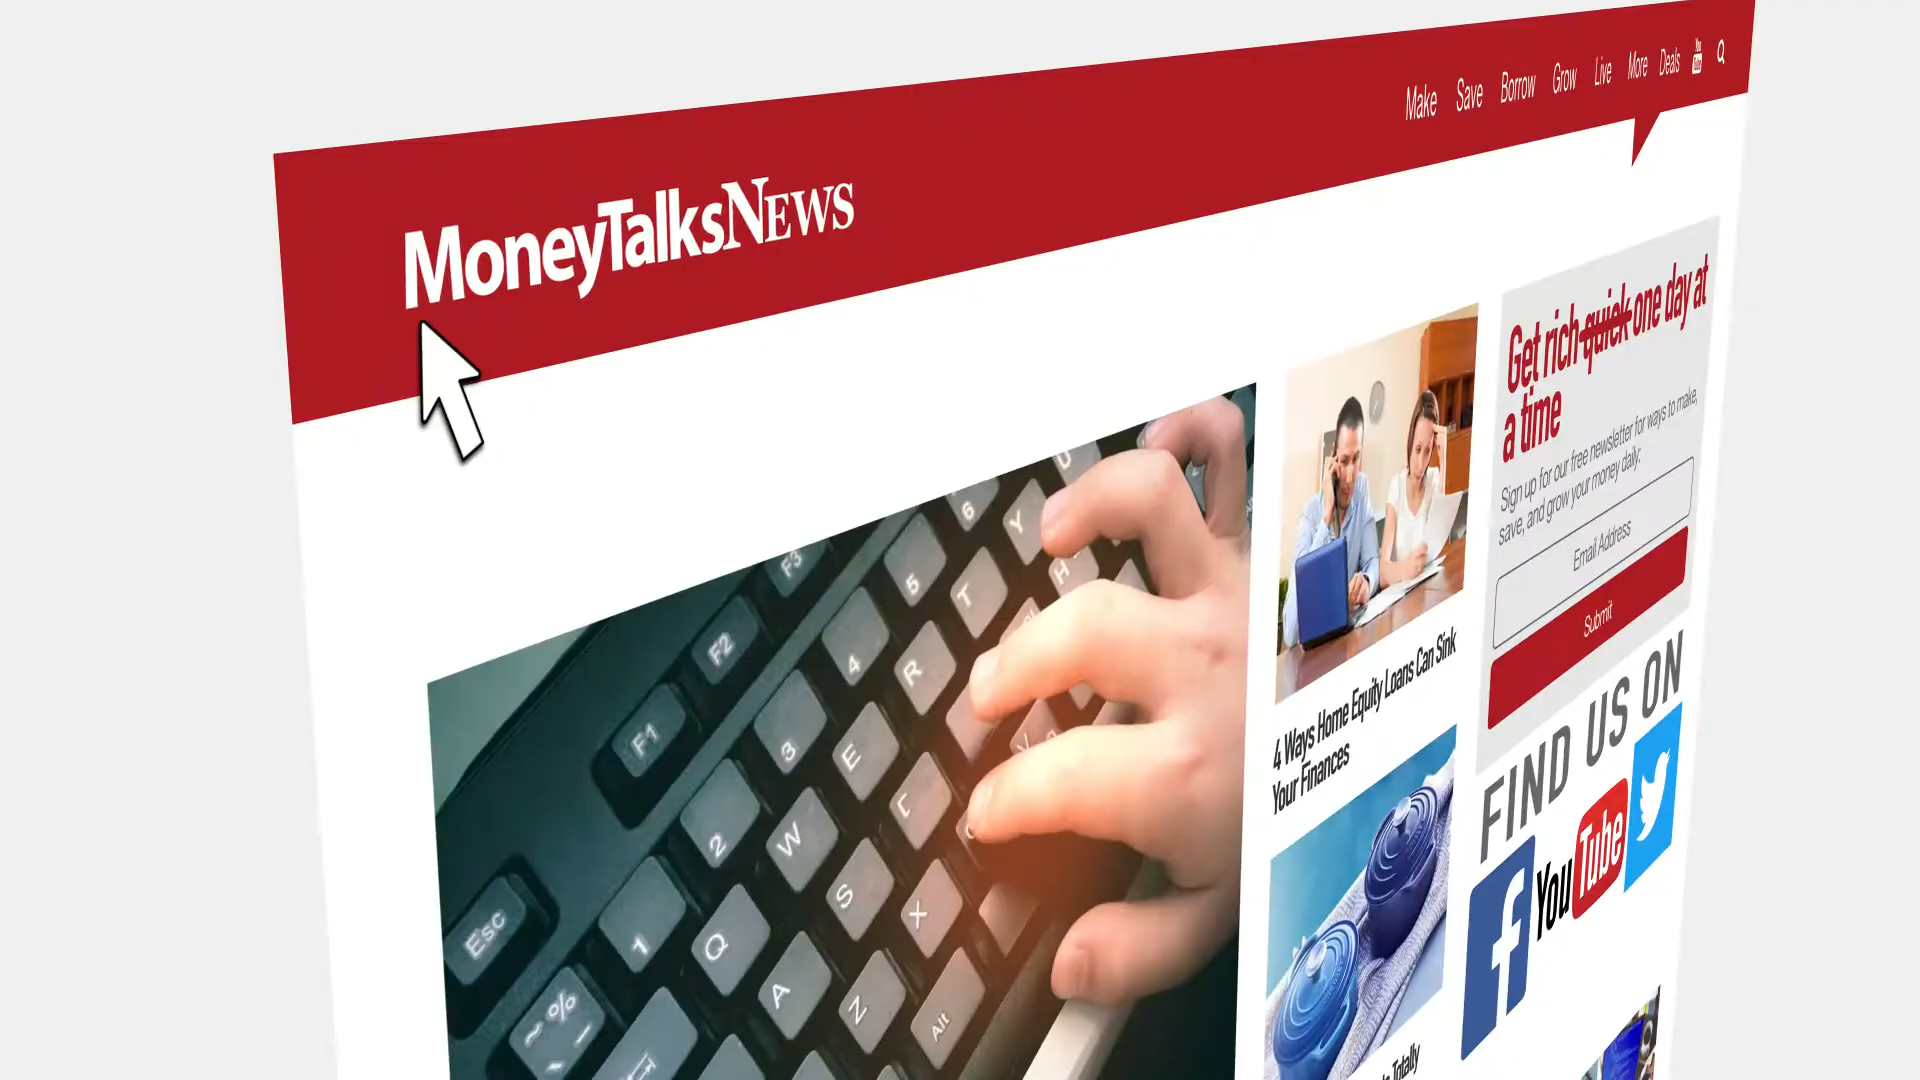 Make Save Borrow Grow Live More Deals You Tube
MoneyTalksNEWS
Get rich quick one day at
a time
Sign up for our free newsletter for ways to make,
save, and grow your money daily:
Email Address
Submit
4 Ways Home Equity Loans Can Sink
Your Finances
FIND US ON
f YouTube
Totally
F1 F2 F3
Esc 1 2 3 4 5 6
Q W E R T Y U
A S H
Z X V
Alt
~ %